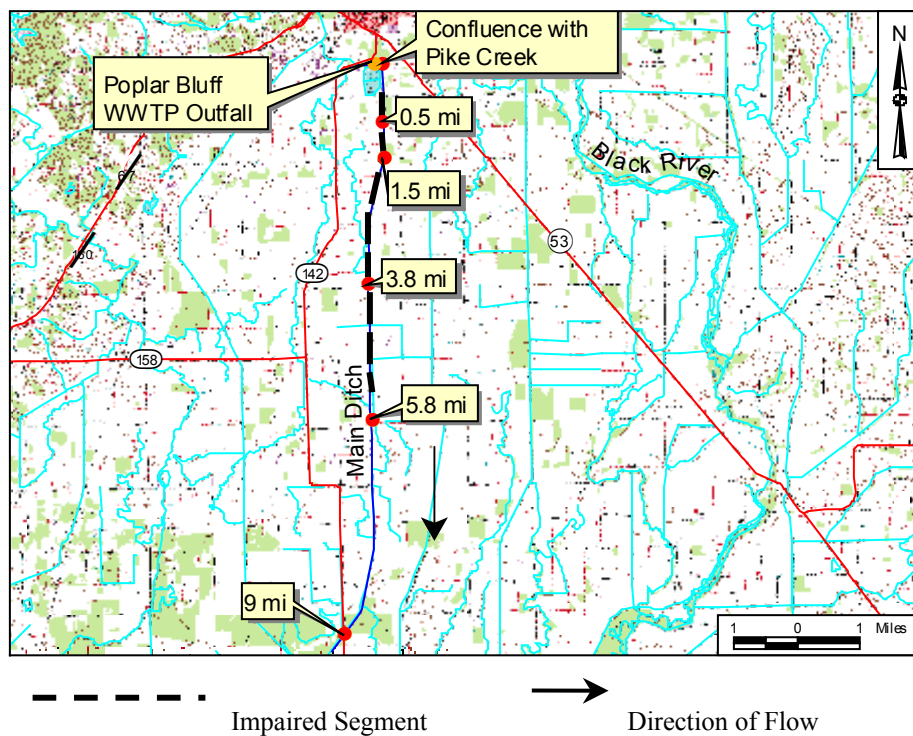 Confluence with
Pike Creek
N
Poplar Bluff
WWTP Outfall
0.5 mi
Black River
1.5 mi
67
53
142
3.8 mi
158
5.8 mi
Main Ditch
9 mi
1 0 1 Miles
Impaired Segment
Direction of Flow